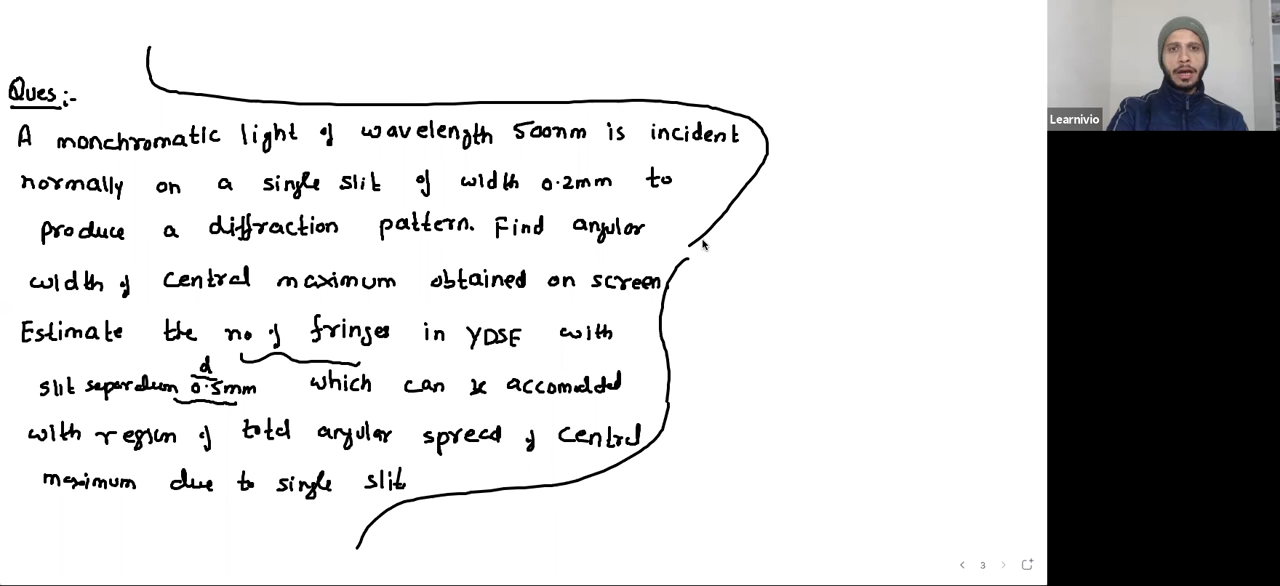 Ques:-
A monchromatic light of wavelength 500nm is incident
normally on a single slit of width 0.2mm to
produce a diffraction pattern. Find angular
width of central maximum obtained on screen
Estimate the no of fringes in YDSE with
d
slit separation 0.5mm which can be accomodated
with region of total angular spread of central
maximum due to single slit
Learnivio
3